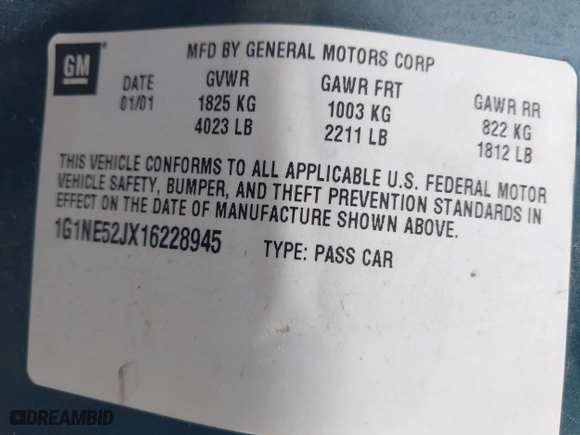 GM ®
MFD BY GENERAL MOTORS CORP
DATE GVWR GAWR FRT GAWR RR
01/01 1825 KG 1003 KG 822 KG
4023 LB 2211 LB 1812 LB
THIS VEHICLE CONFORMS TO ALL APPLICABLE U.S. FEDERAL MOTOR
VEHICLE SAFETY, BUMPER, AND THEFT PREVENTION STANDARDS IN
EFFECT ON THE DATE OF MANUFACTURE SHOWN ABOVE.
1G1NE52JX16228945 TYPE: PASS CAR
DREAMBID